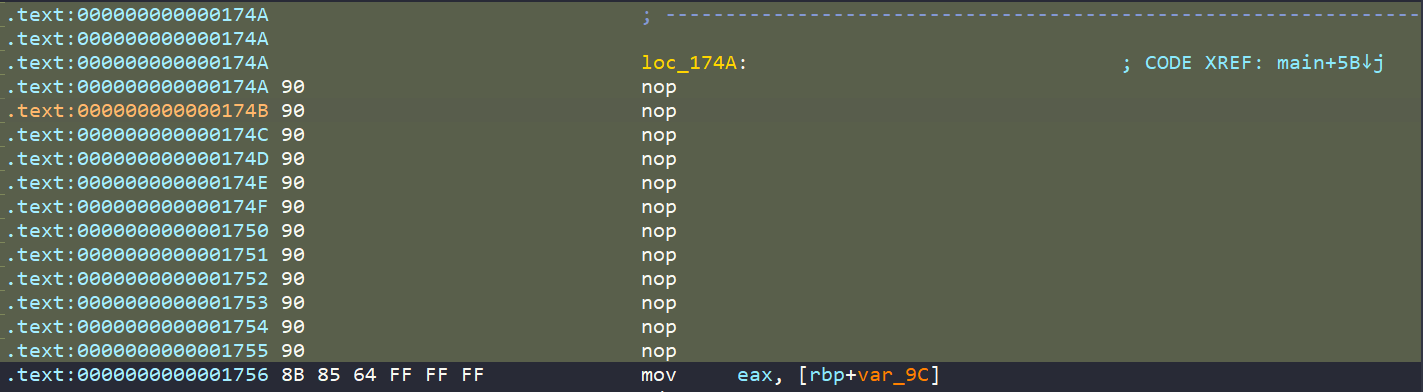 .text:000000000000174A ; ---------------------------------------------------------------
.text:000000000000174A
.text:000000000000174A loc_174A: ; CODE XREF: main+5B↓j
.text:000000000000174A 90 nop
.text:000000000000174B 90 nop
.text:000000000000174C 90 nop
.text:000000000000174D 90 nop
.text:000000000000174E 90 nop
.text:000000000000174F 90 nop
.text:0000000000001750 90 nop
.text:0000000000001751 90 nop
.text:0000000000001752 90 nop
.text:0000000000001753 90 nop
.text:0000000000001754 90 nop
.text:0000000000001755 90 nop
.text:0000000000001756 8B 85 64 FF FF FF mov eax, [rbp+var_9C]